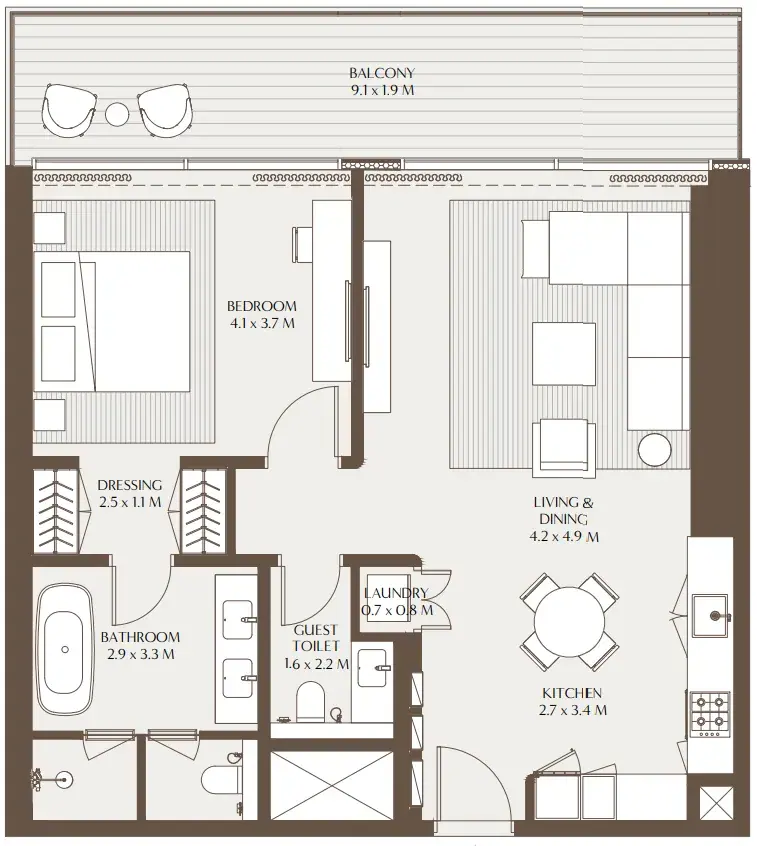 BALCONY
9.1 x 1.9 M
BEDROOM
4.1 x 3.7 M
DRESSING
2.5 x 1.1 M
LIVING &
DINING
4.2 x 4.9 M
LAUNDRY
0.7 x 0.8 M
BATHROOM
2.9 x 3.3 M
GUEST
TOILET
1.6 x 2.2 M
KITCHEN
2.7 x 3.4 M